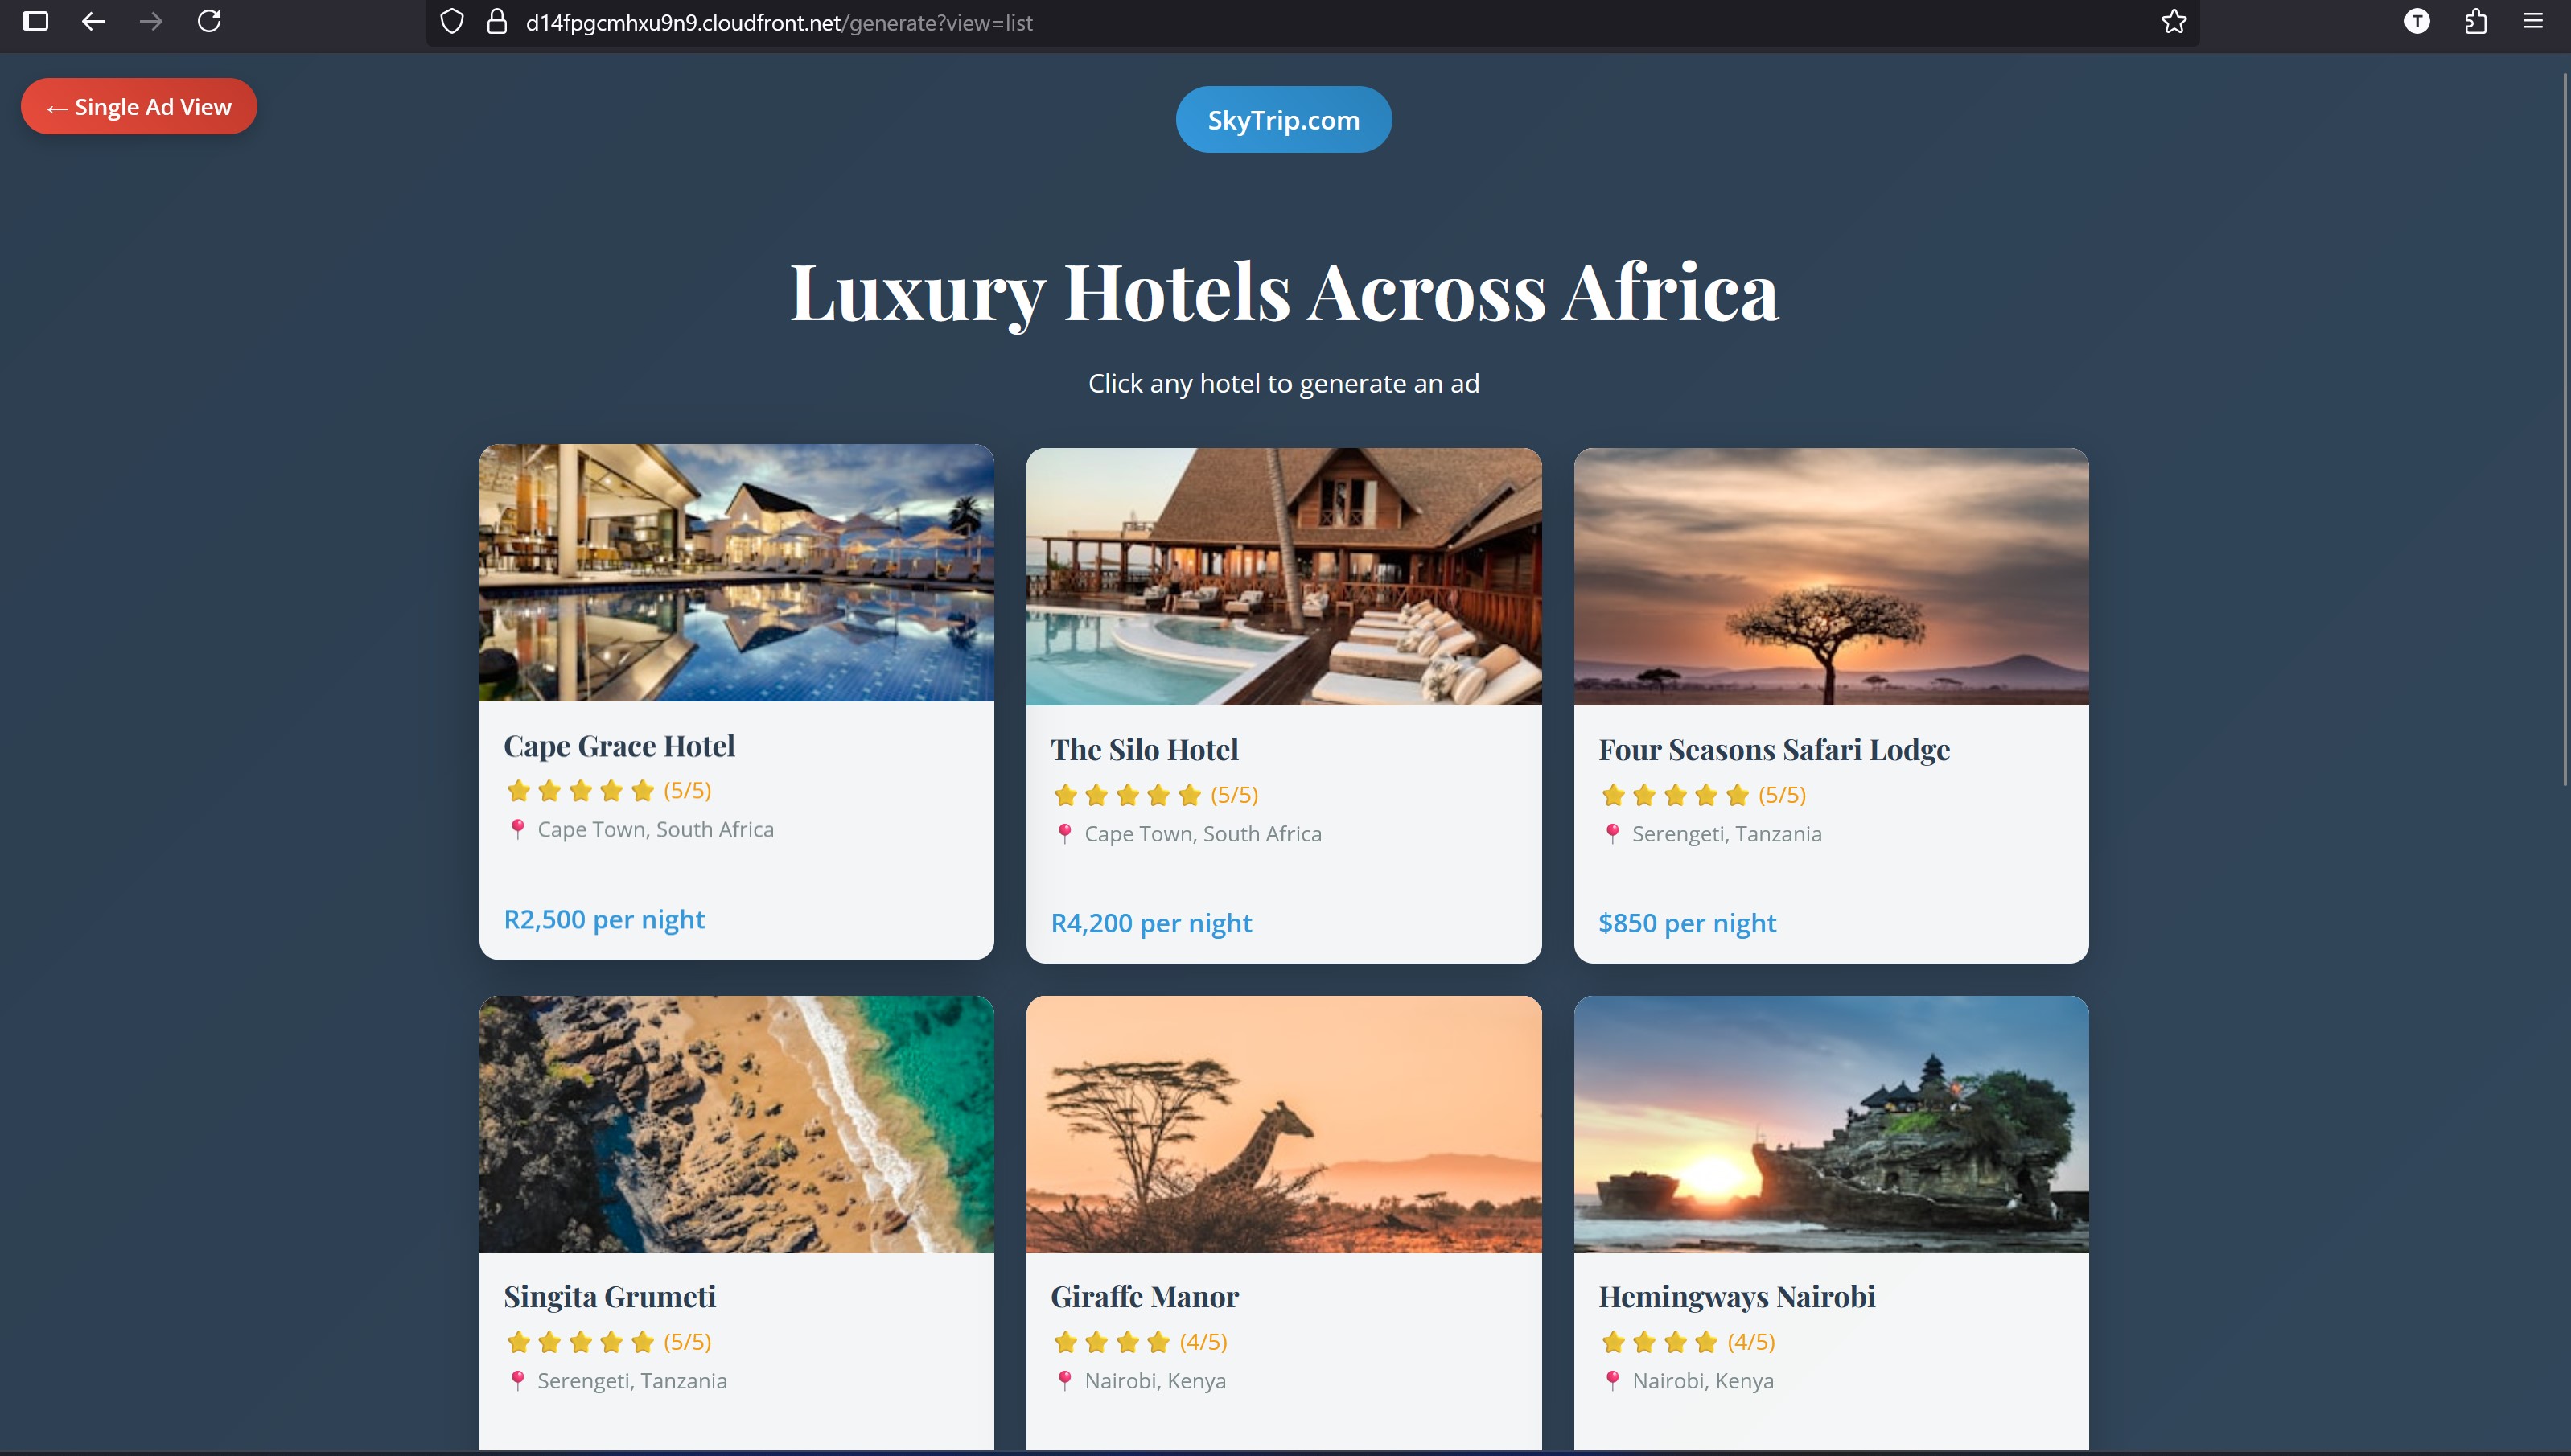 d14fpgcmhxu9n9.cloudfront.net/generate?view=list
T
← Single Ad View
SkyTrip.com
Luxury Hotels Across Africa
Click any hotel to generate an ad
Cape Grace Hotel
(5/5)
Cape Town, South Africa
R2,500 per night
The Silo Hotel
(5/5)
Cape Town, South Africa
R4,200 per night
Four Seasons Safari Lodge
(5/5)
Serengeti, Tanzania
$850 per night
Singita Grumeti
(5/5)
Serengeti, Tanzania
Giraffe Manor
(4/5)
Nairobi, Kenya
Hemingways Nairobi
(4/5)
Nairobi, Kenya